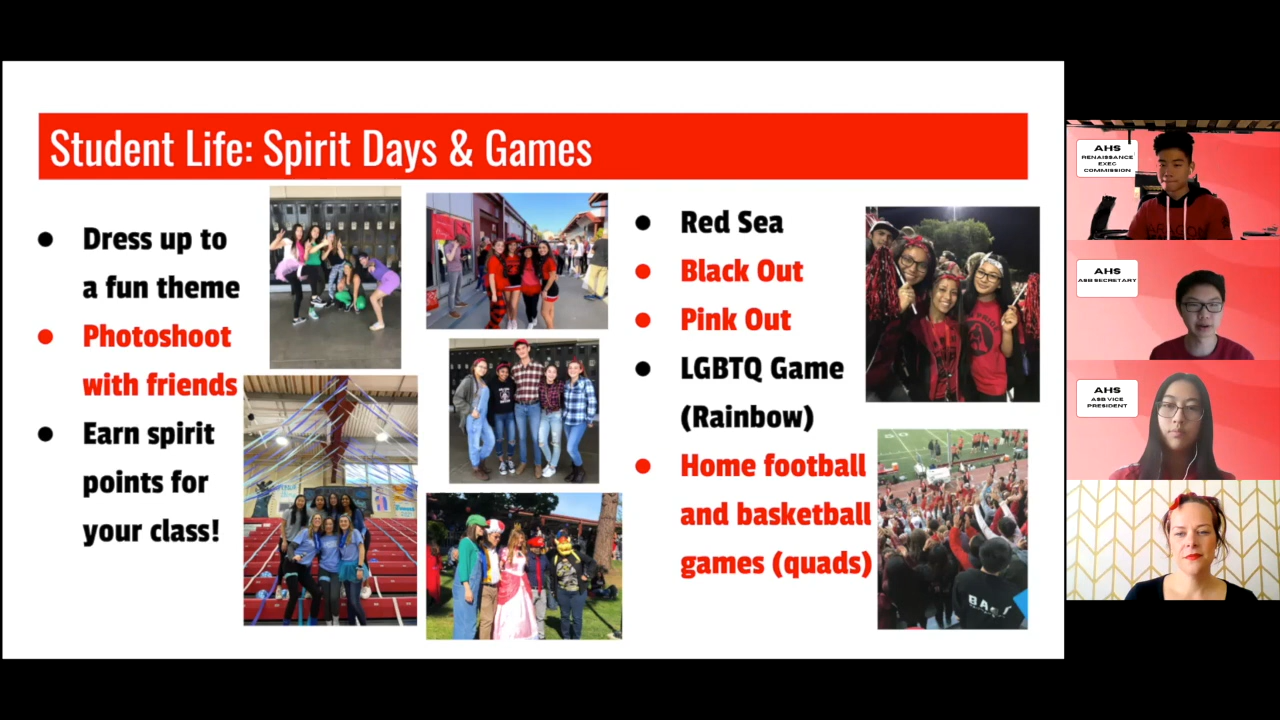 Student Life: Spirit Days & Games
Dress up to
a fun theme
Photoshoot
with friends
Earn spirit
points for
your class!
Red Sea
Black Out
Pink Out
LGBTQ Game
(Rainbow)
Home football
and basketball
games (quads)
AHS
RENAISSANCE
EXEC
COMMISSION
AHS
ASB SECRETARY
AHS
ASB VICE
PRESIDENT